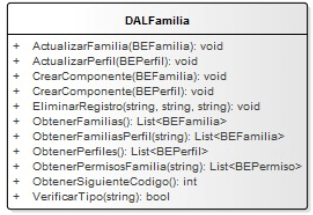 DALFamilia
+ ActualizarFamilia(BEFamilia): void
+ ActualizarPerfil(BEPerfil): void
+ CrearComponente(BEFamilia): void
+ CrearComponente(BEPerfil): void
+ EliminarRegistro(string, string, string): void
+ ObtenerFamilias(): List<BEFamilia>
+ ObtenerFamiliasPerfil(string): List<BEFamilia>
+ ObtenerPerfiles(): List<BEPerfil>
+ ObtenerPermisosFamilia(string): List<BEPermiso>
+ ObtenerSiguienteCodigo(): int
+ VerificarTipo(string): bool